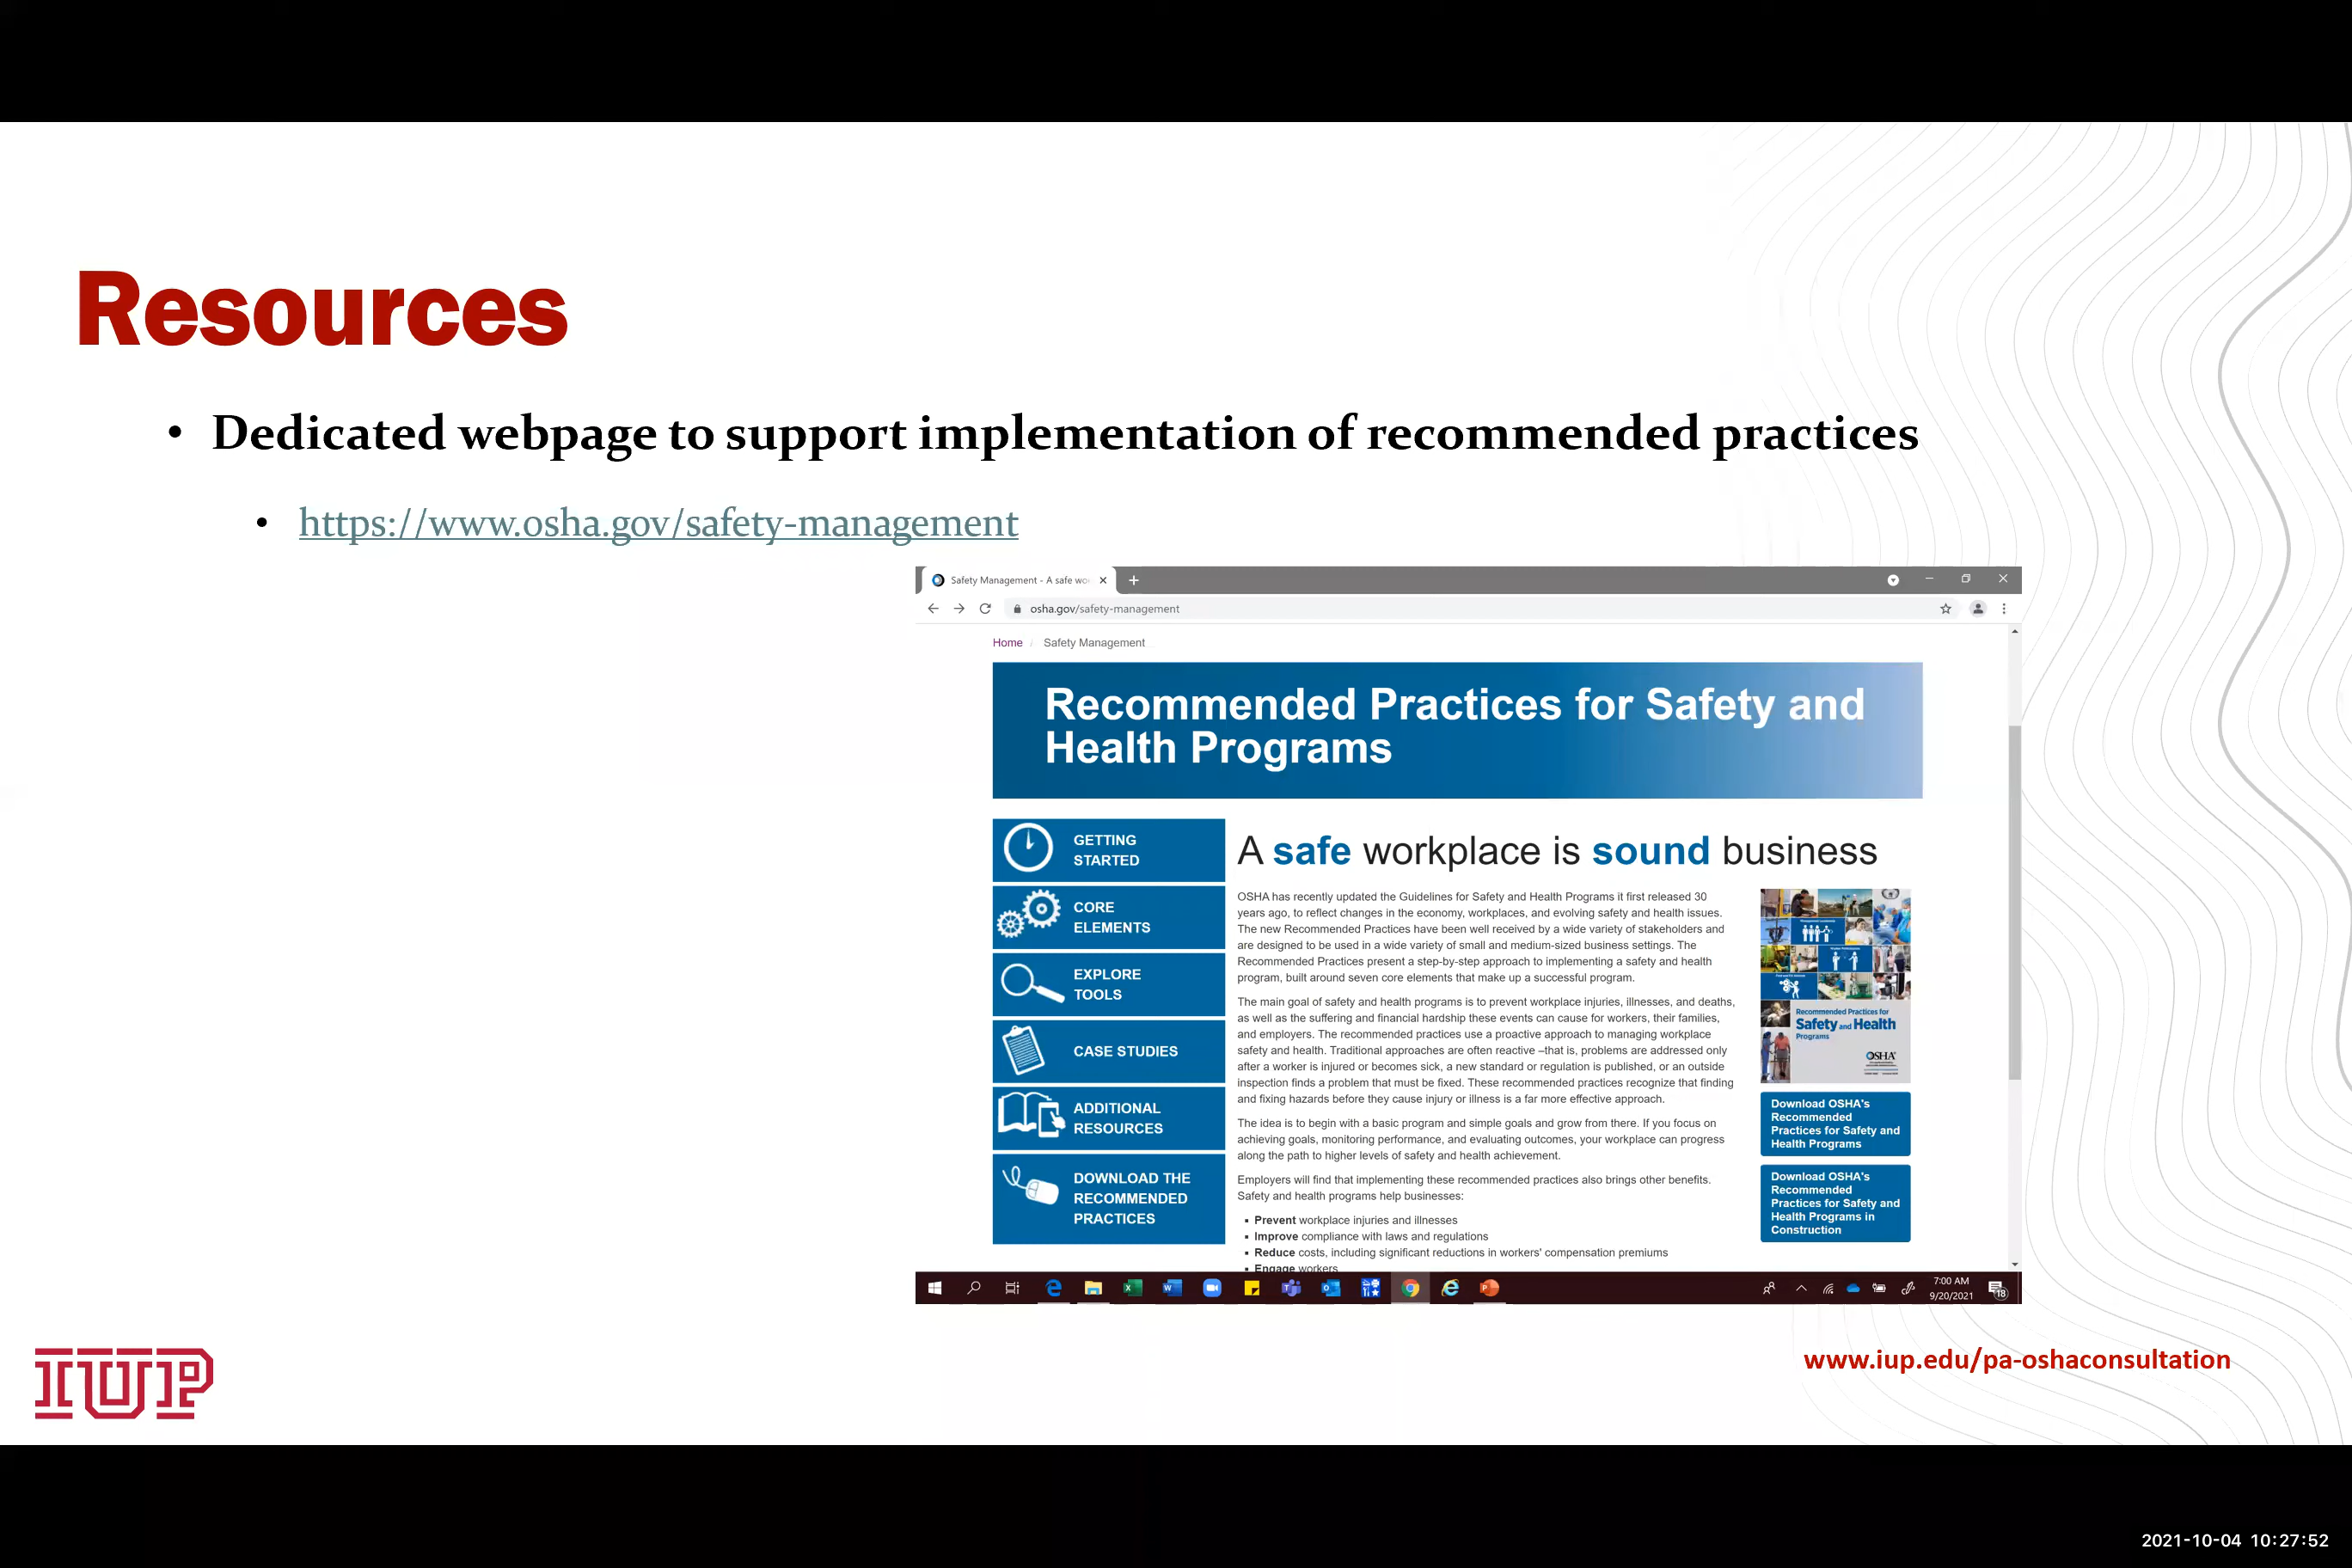 Resources
• Dedicated webpage to support implementation of recommended practices
• https://www.osha.gov/safety-management
Safety Management - A safe wo
osha.gov/safety-management
Home / Safety Management
Recommended Practices for Safety and
Health Programs
GETTING
STARTED
CORE
ELEMENTS
EXPLORE
TOOLS
CASE STUDIES
ADDITIONAL
RESOURCES
DOWNLOAD THE
RECOMMENDED
PRACTICES
A safe workplace is sound business
OSHA has recently updated the Guidelines for Safety and Health Programs it first released 30
years ago, to reflect changes in the economy, workplaces, and evolving safety and health issues.
The new Recommended Practices have been well received by a wide variety of stakeholders and
are designed to be used in a wide variety of small and medium-sized business settings. The
Recommended Practices present a step-by-step approach to implementing a safety and health
program, built around seven core elements that make up a successful program.
The main goal of safety and health programs is to prevent workplace injuries, illnesses, and deaths,
as well as the suffering and financial hardship these events can cause for workers, their families,
and employers. The recommended practices use a proactive approach to managing workplace
safety and health. Traditional approaches are often reactive –that is, problems are addressed only
after a worker is injured or becomes sick, a new standard or regulation is published, or an outside
inspection finds a problem that must be fixed. These recommended practices recognize that finding
and fixing hazards before they cause injury or illness is a far more effective approach.
The idea is to begin with a basic program and simple goals and grow from there. If you focus on
achieving goals, monitoring performance, and evaluating outcomes, your workplace can progress
along the path to higher levels of safety and health achievement.
Employers will find that implementing these recommended practices also brings other benefits.
Safety and health programs help businesses:
▪ Prevent workplace injuries and illnesses
▪ Improve compliance with laws and regulations
▪ Reduce costs, including significant reductions in workers' compensation premiums
▪ Engage workers
Recommended Practices for
Safety and Health
Programs
OSHA
Download OSHA's
Recommended
Practices for Safety and
Health Programs
Download OSHA's
Recommended
Practices for Safety and
Health Programs in
Construction
7:00 AM
9/20/2021
18
IUP
www.iup.edu/pa-oshaconsultation
2021-10-04 10:27:52